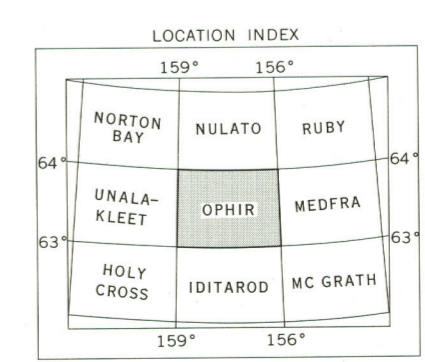 LOCATION INDEX
159° 156°
NORTON
BAY
NULATO
RUBY
64° 64°
UNALA-
KLEET
OPHIR
MEDFRA
63° 63°
HOLY
CROSS
IDITAROD
MC GRATH
159° 156°